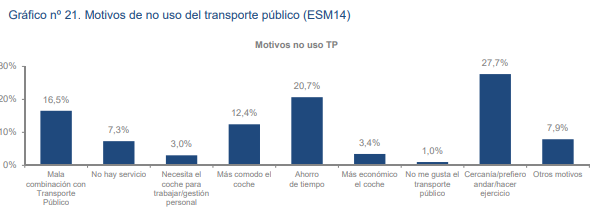 Gráfico nº 21. Motivos de no uso del transporte público (ESM14)
Motivos no uso TP
30%
20%
10%
0%
16,5%
7,3%
3,0%
12,4%
20,7%
3,4%
1,0%
27,7%
7,9%
Mala
combinación con
Transporte
Público
No hay servicio
Necesita el
coche para
trabajar/gestión
personal
Más comodo el
coche
Ahorro
de tiempo
Más económico
el coche
No me gusta el
transporte
público
Cercanía/prefiero
andar/hacer
ejercicio
Otros motivos